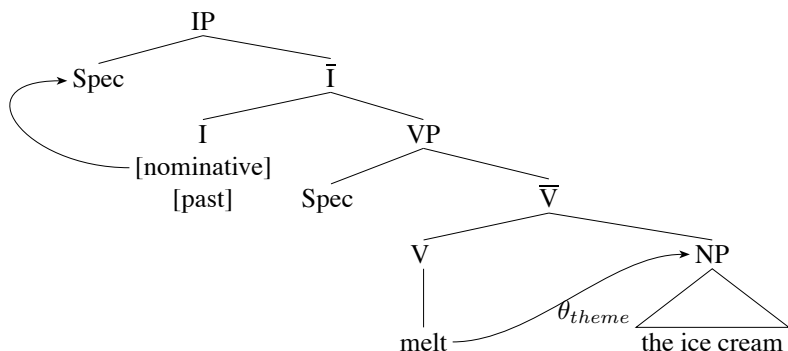 IP
Spec
I̅
I
VP
[nominative]
[past]
Spec
V̅
V
NP
θtheme
melt
the ice cream